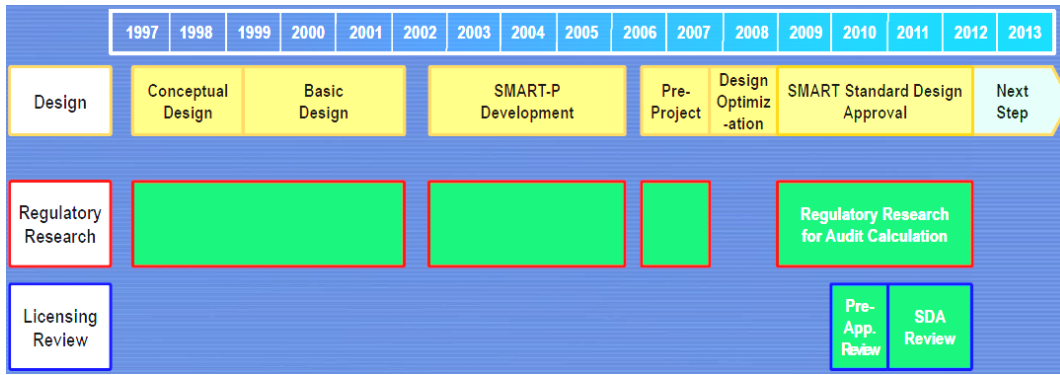 1997 1998 1999 2000 2001 2002 2003 2004 2005 2006 2007 2008 2009 2010 2011 2012 2013
Design
Conceptual
Design
Basic
Design
SMART-P
Development
Pre-
Project
Design
Optimiz
-ation
SMART Standard Design
Approval
Next
Step
Regulatory
Research
Regulatory Research
for Audit Calculation
Licensing
Review
Pre-
App.
Review
SDA
Review